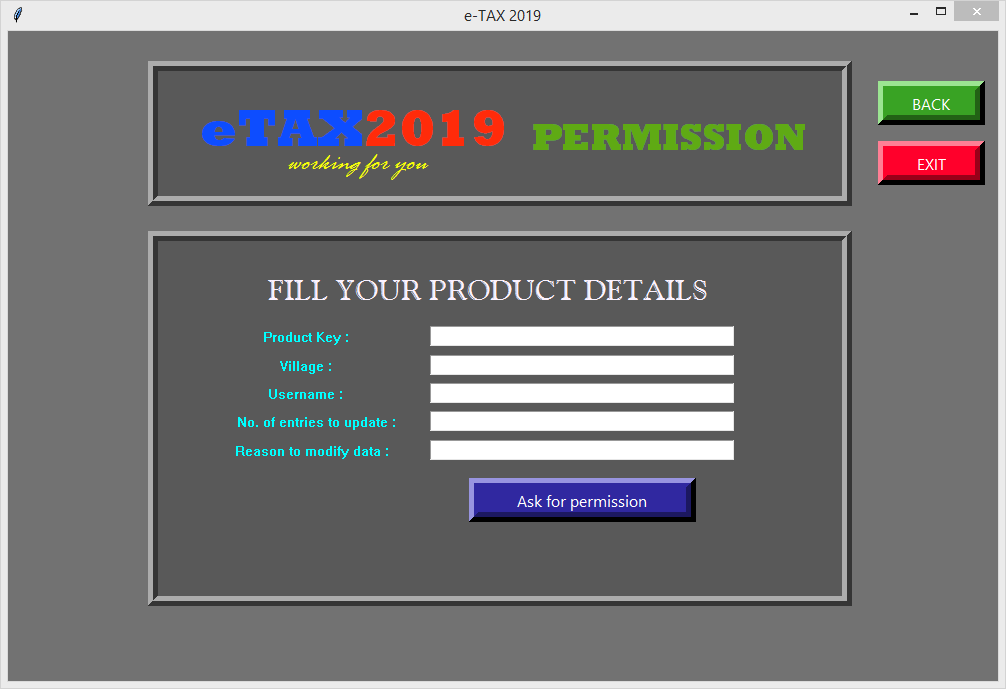 e-TAX 2019
BACK
eTAX2019 PERMISSION
working for you
EXIT
FILL YOUR PRODUCT DETAILS
Product Key :
Village :
Username :
No. of entries to update :
Reason to modify data :
Ask for permission